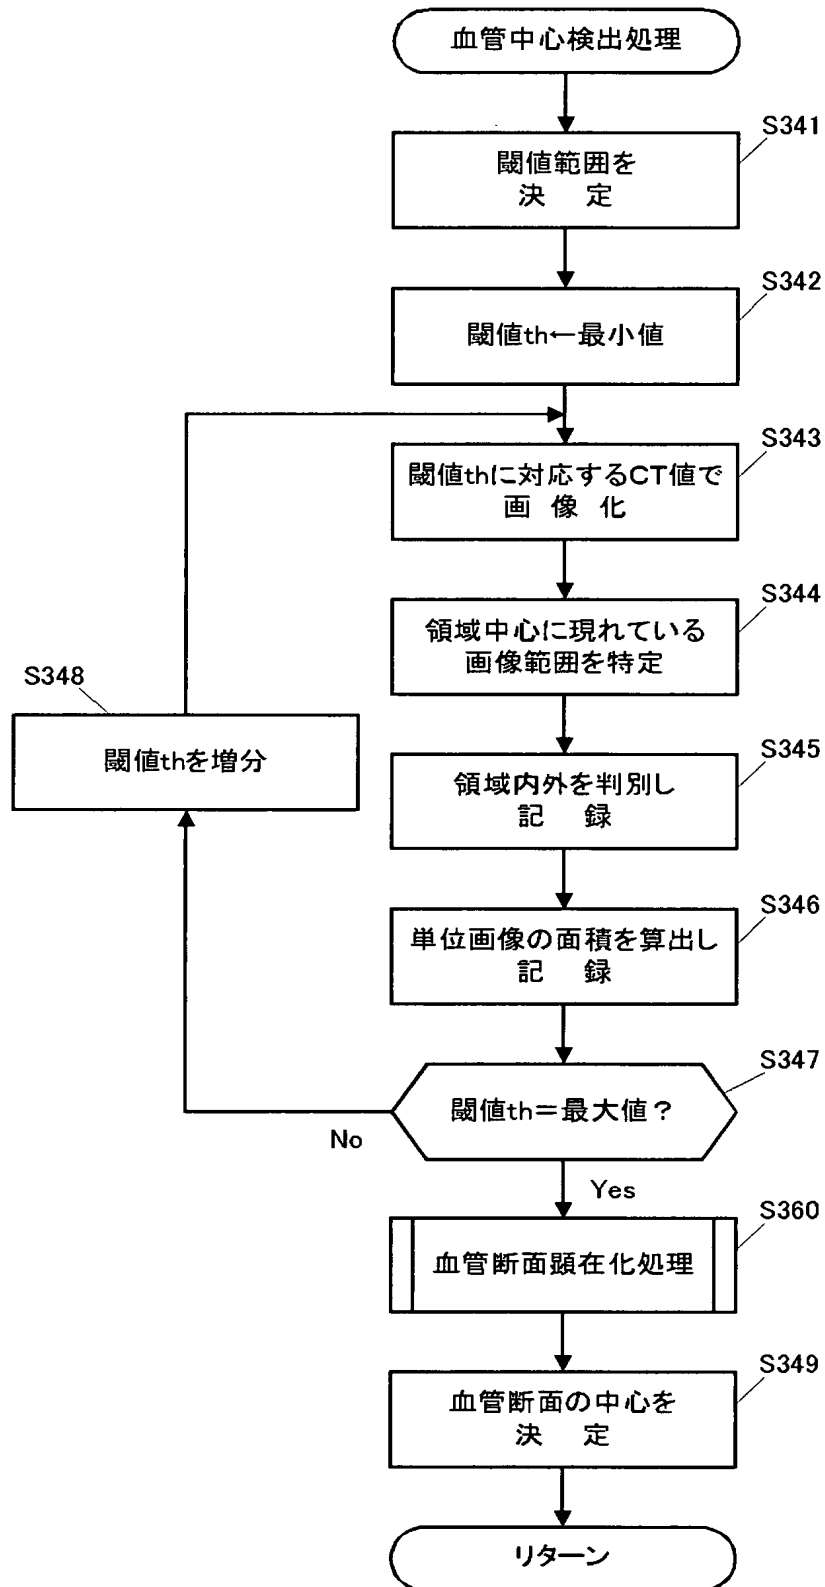 血管中心検出処理
S341
閾値範囲を
決 定
S342
閾値th←最小値
S343
閾値thに対応するCT値で
画 像 化
S344
領域中心に現れている
画像範囲を特定
S348
閾値thを増分
S345
領域内外を判別し
記 録
S346
単位画像の面積を算出し
記 録
S347
閾値th＝最大値？
No
Yes
S360
血管断面顕在化処理
S349
血管断面の中心を
決 定
リターン